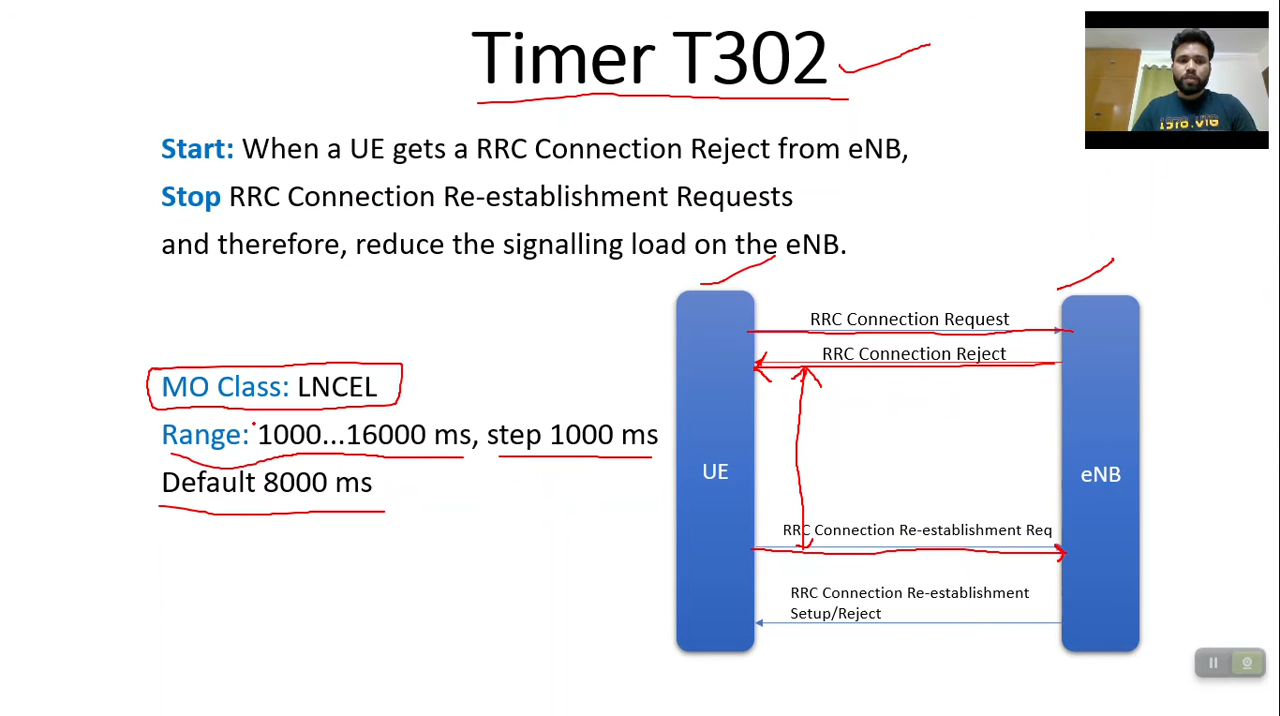 Timer T302
Start: When a UE gets a RRC Connection Reject from eNB,
Stop RRC Connection Re-establishment Requests
and therefore, reduce the signalling load on the eNB.
MO Class: LNCEL
Range: 1000...16000 ms, step 1000 ms
Default 8000 ms
RRC Connection Request
RRC Connection Reject
UE
eNB
RRC Connection Re-establishment Req
RRC Connection Re-establishment
Setup/Reject
1978.VTG